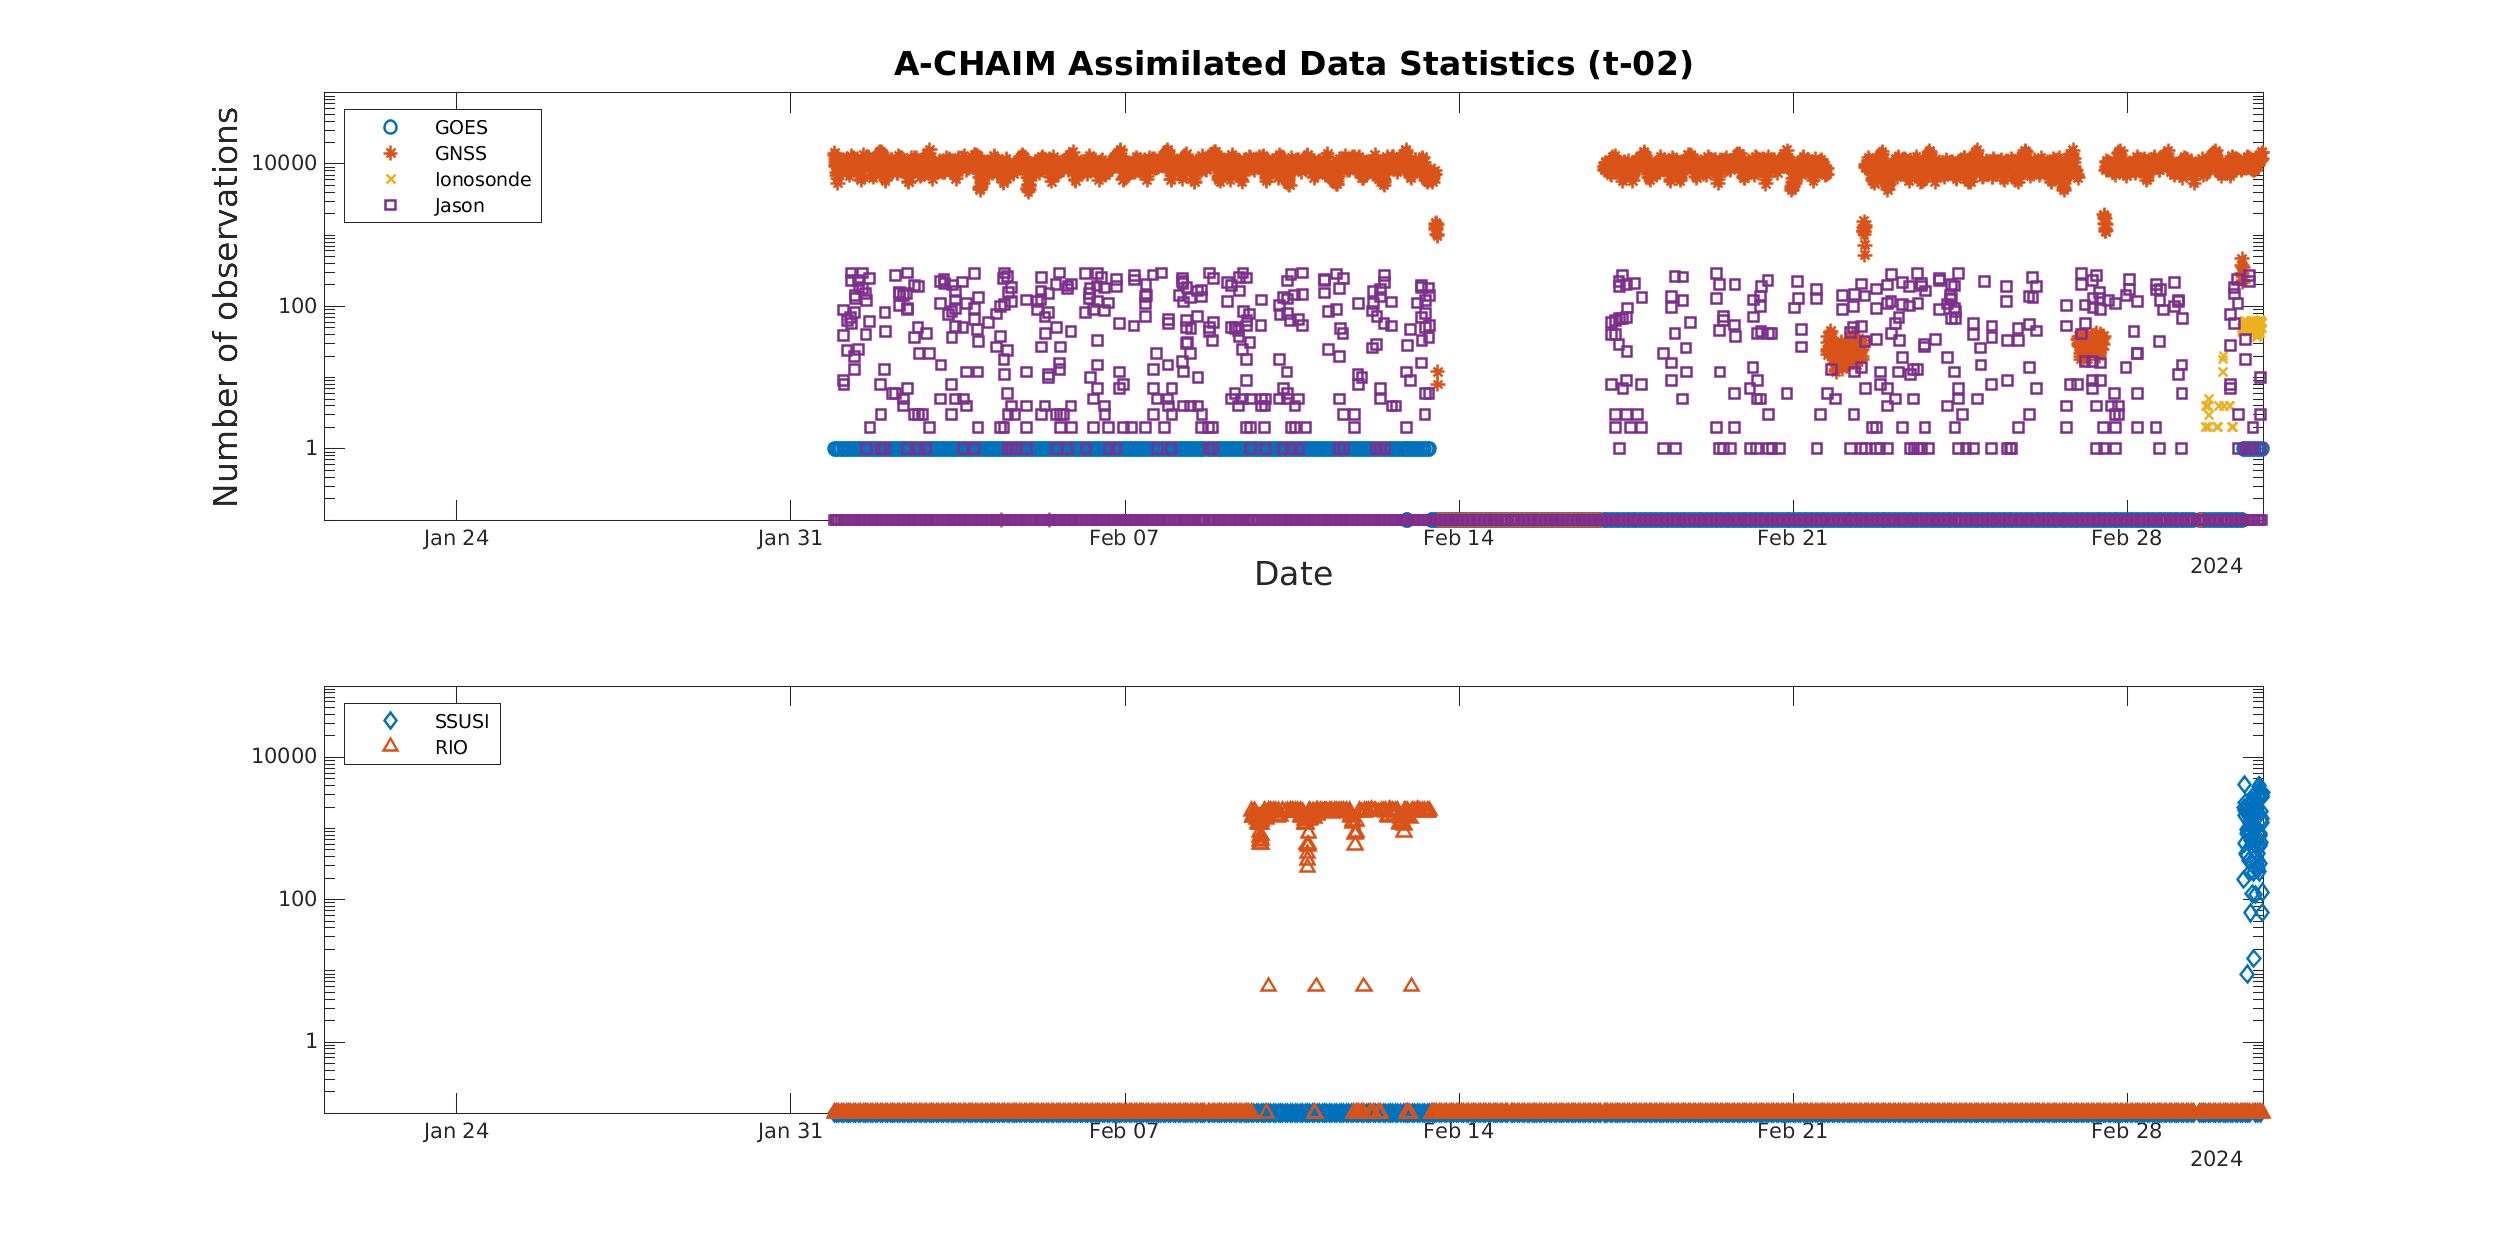 A-CHAIM Assimilated Data Statistics (t-02)
GOES
GNSS
Ionosonde
Jason
Number of observations
10000
100
1
Jan 24
Jan 31
Feb 07
Feb 14
Feb 21
Feb 28
2024
Date
SSUSI
RIO
10000
100
1
Jan 24
Jan 31
Feb 07
Feb 14
Feb 21
Feb 28
2024